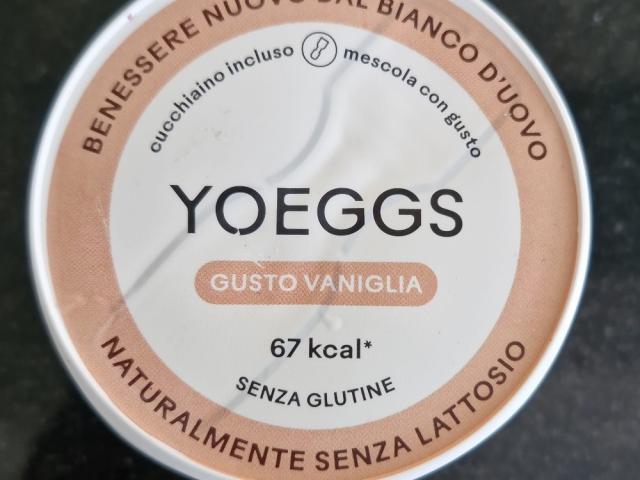 BENESSERE NUOVO DAL BIANCO D'UOVO
cucchiaino incluso mescola con gusto
YOEGGS
GUSTO VANIGLIA
67 kcal*
SENZA GLUTINE
NATURALMENTE SENZA LATTOSIO